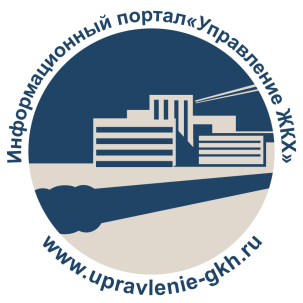 Информационный портал«Управление ЖКХ»
www.upravlenie-gkh.ru